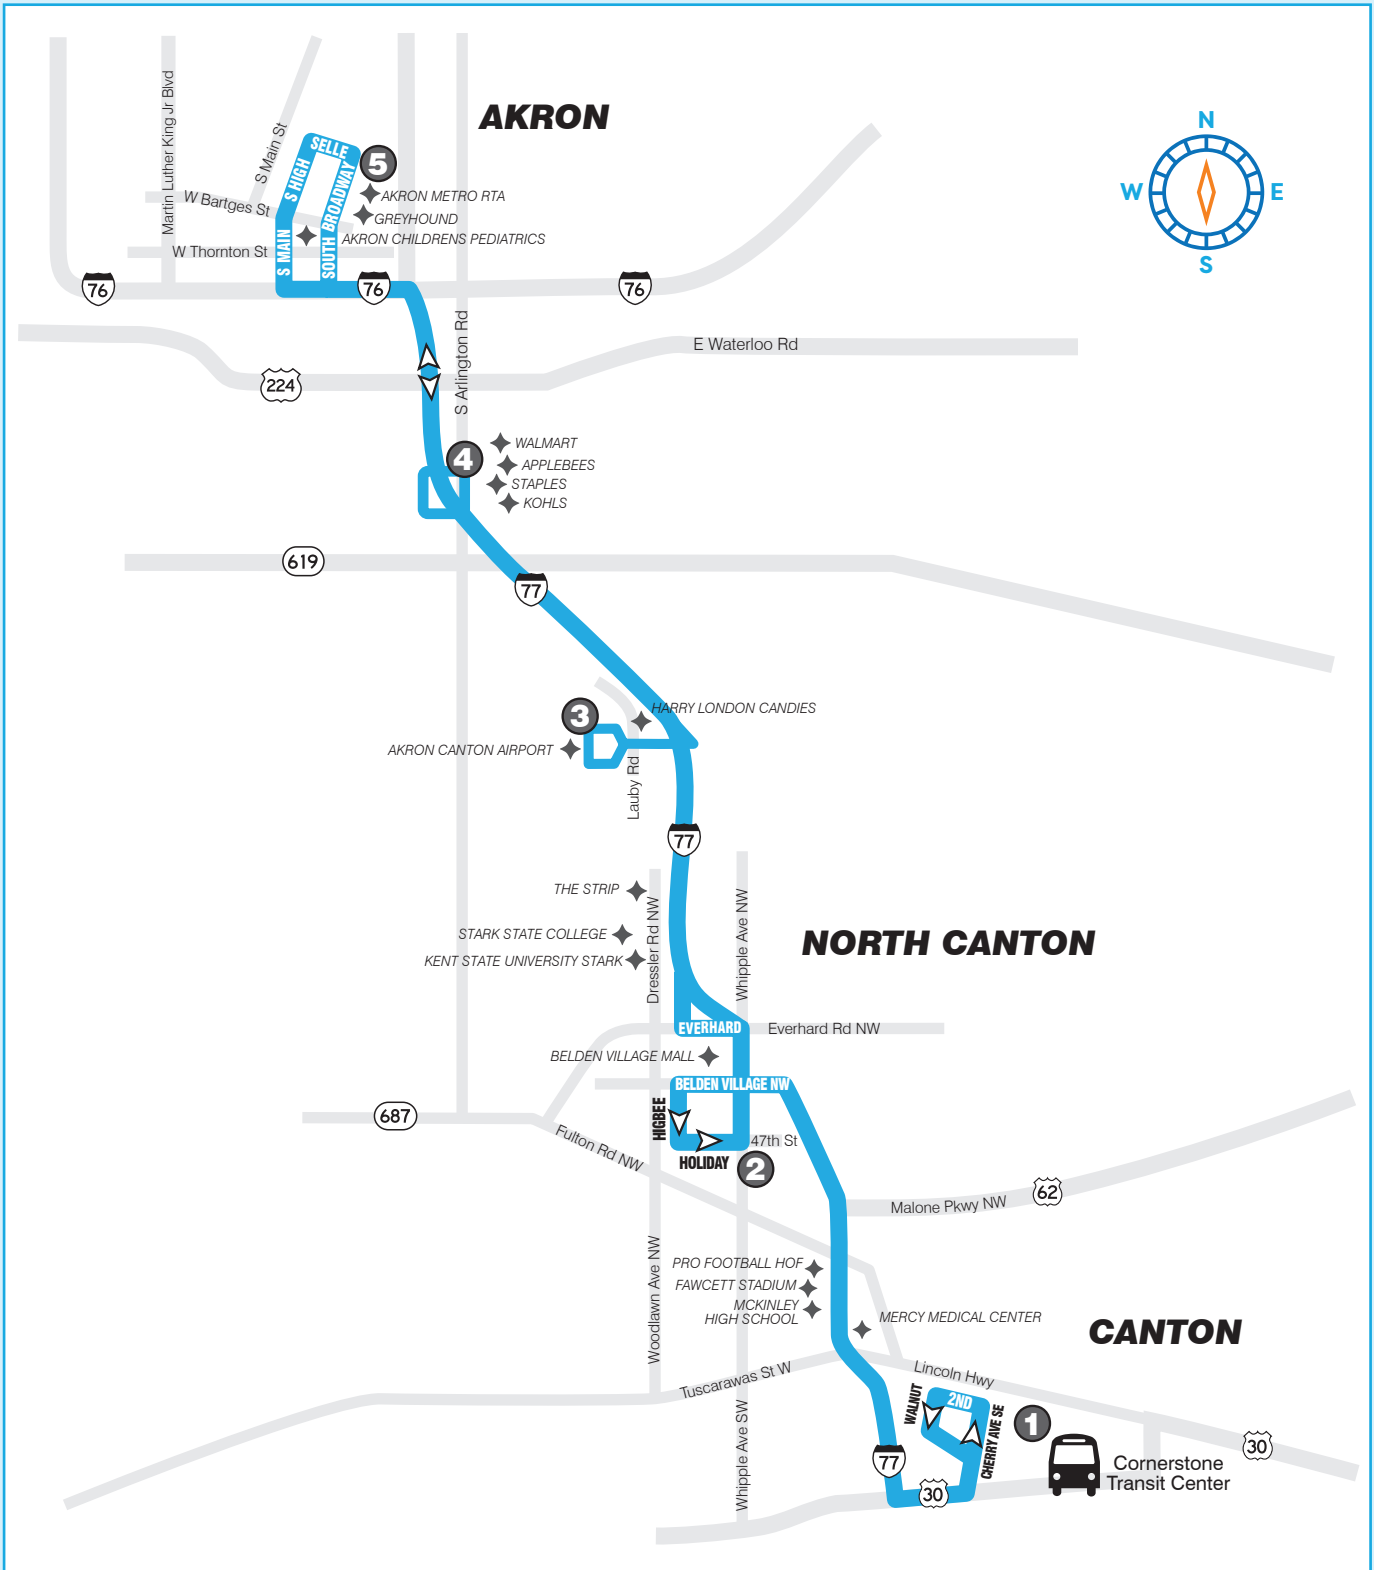 AKRON
N
W
E
S
Martin Luther King Jr Blvd
S Main St
SELLE
S HIGH
SOUTH BROADWAY
5
AKRON METRO RTA
W Bartges St
GREYHOUND
AKRON CHILDRENS PEDIATRICS
W Thornton St
S MAIN
76
76
76
S Arlington Rd
E Waterloo Rd
224
4
WALMART
APPLEBEES
STAPLES
KOHLS
619
77
3
HARRY LONDON CANDIES
AKRON CANTON AIRPORT
Lauby Rd
77
THE STRIP
Dressler Rd NW
Whipple Ave NW
STARK STATE COLLEGE
KENT STATE UNIVERSITY STARK
NORTH CANTON
EVERHARD
Everhard Rd NW
BELDEN VILLAGE MALL
BELDEN VILLAGE NW
HIGBEE
687
Fulton Rd NW
47th St
HOLIDAY
2
Malone Pkwy NW
62
Woodlawn Ave NW
PRO FOOTBALL HOF
FAWCETT STADIUM
MCKINLEY
HIGH SCHOOL
MERCY MEDICAL CENTER
CANTON
Tuscarawas St W
Lincoln Hwy
Whipple Ave SW
WALNUT
2ND
CHERRY AVE SE
1
77
30
30
Cornerstone
Transit Center